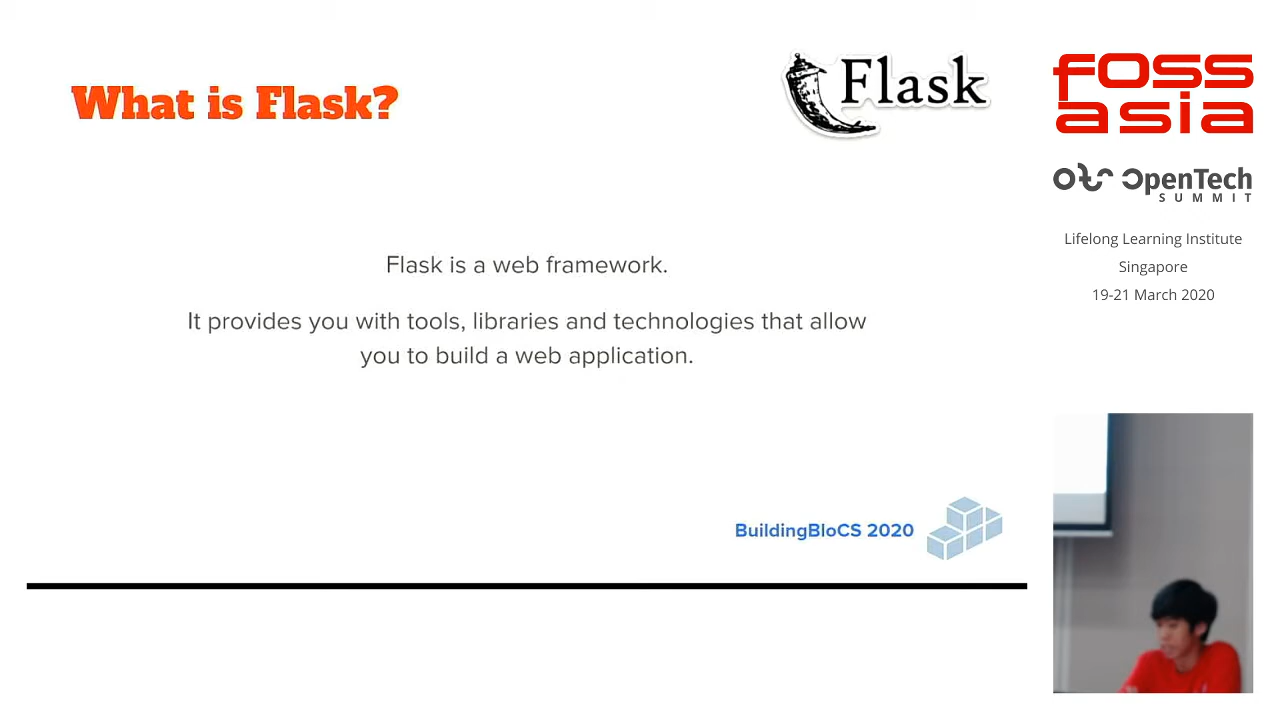 What is Flask?
Flask
Flask is a web framework.
It provides you with tools, libraries and technologies that allow
you to build a web application.
BuildingBloCS 2020
fOSS
asia
OpenTech
SUMMIT
Lifelong Learning Institute
Singapore
19-21 March 2020